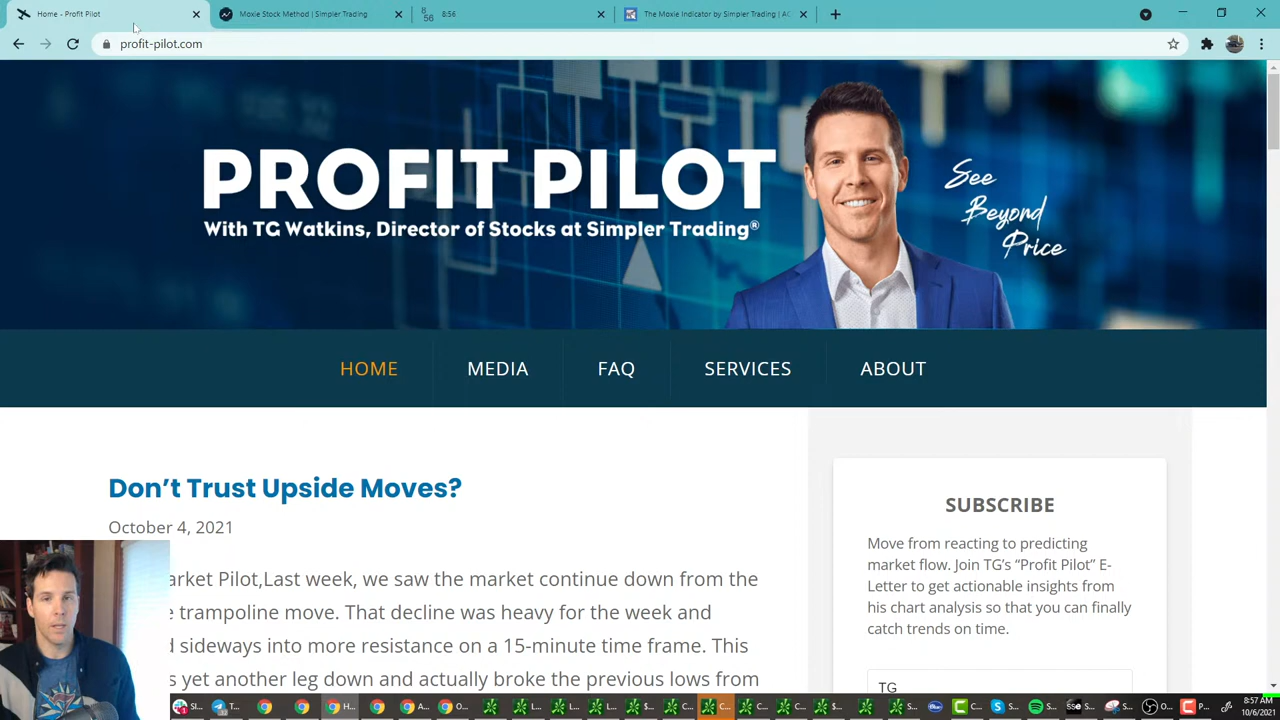 Home - Profit Pilot
Moxie Stock Method | Simpler Trading
8:56
The Moxie Indicator by Simpler Trading | A
profit-pilot.com
PROFIT PILOT
With TG Watkins, Director of Stocks at Simpler Trading®
See
Beyond
Price
HOME
MEDIA
FAQ
SERVICES
ABOUT
Don’t Trust Upside Moves?
October 4, 2021
arket Pilot,Last week, we saw the market continue down from the
e trampoline move. That decline was heavy for the week and
d sideways into more resistance on a 15-minute time frame. This
s yet another leg down and actually broke the previous lows from
SUBSCRIBE
Move from reacting to predicting
market flow. Join TG’s “Profit Pilot” E-
Letter to get actionable insights from
his chart analysis so that you can finally
catch trends on time.
TG
8:57 AM
10/6/2021